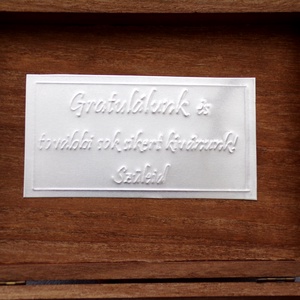 Gratulálunk és
további sok sikert kívánunk!
Szüleid